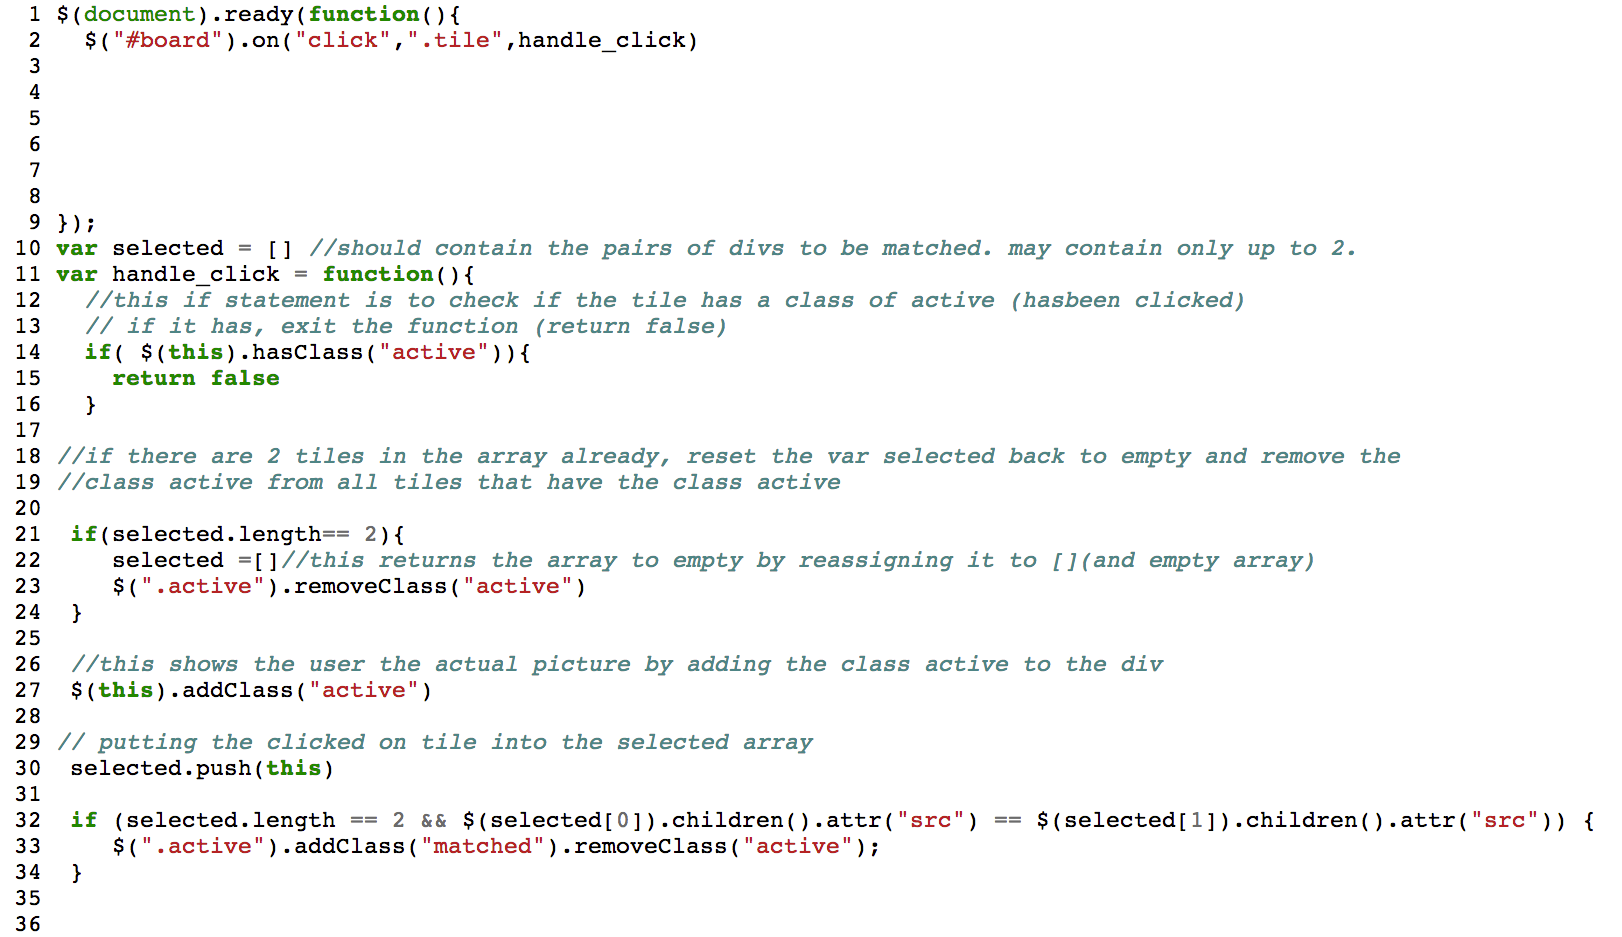 1 $(document).ready(function(){
2   $("#board").on("click",".tile",handle_click)
3
4
5
6
7
8
9 });
10 var selected = [] //should contain the pairs of divs to be matched. may contain only up to 2.
11 var handle_click = function(){
12   //this if statement is to check if the tile has a class of active (hasbeen clicked)
13   // if it has, exit the function (return false)
14   if( $(this).hasClass("active")){
15     return false
16   }
17
18 //if there are 2 tiles in the array already, reset the var selected back to empty and remove the
19 //class active from all tiles that have the class active
20
21  if(selected.length== 2){
22     selected =[]//this returns the array to empty by reassigning it to [](and empty array)
23     $(".active").removeClass("active")
24  }
25
26  //this shows the user the actual picture by adding the class active to the div
27  $(this).addClass("active")
28
29 // putting the clicked on tile into the selected array
30  selected.push(this)
31
32  if (selected.length == 2 && $(selected[0]).children().attr("src") == $(selected[1]).children().attr("src")) {
33     $(".active").addClass("matched").removeClass("active");
34  }
35
36